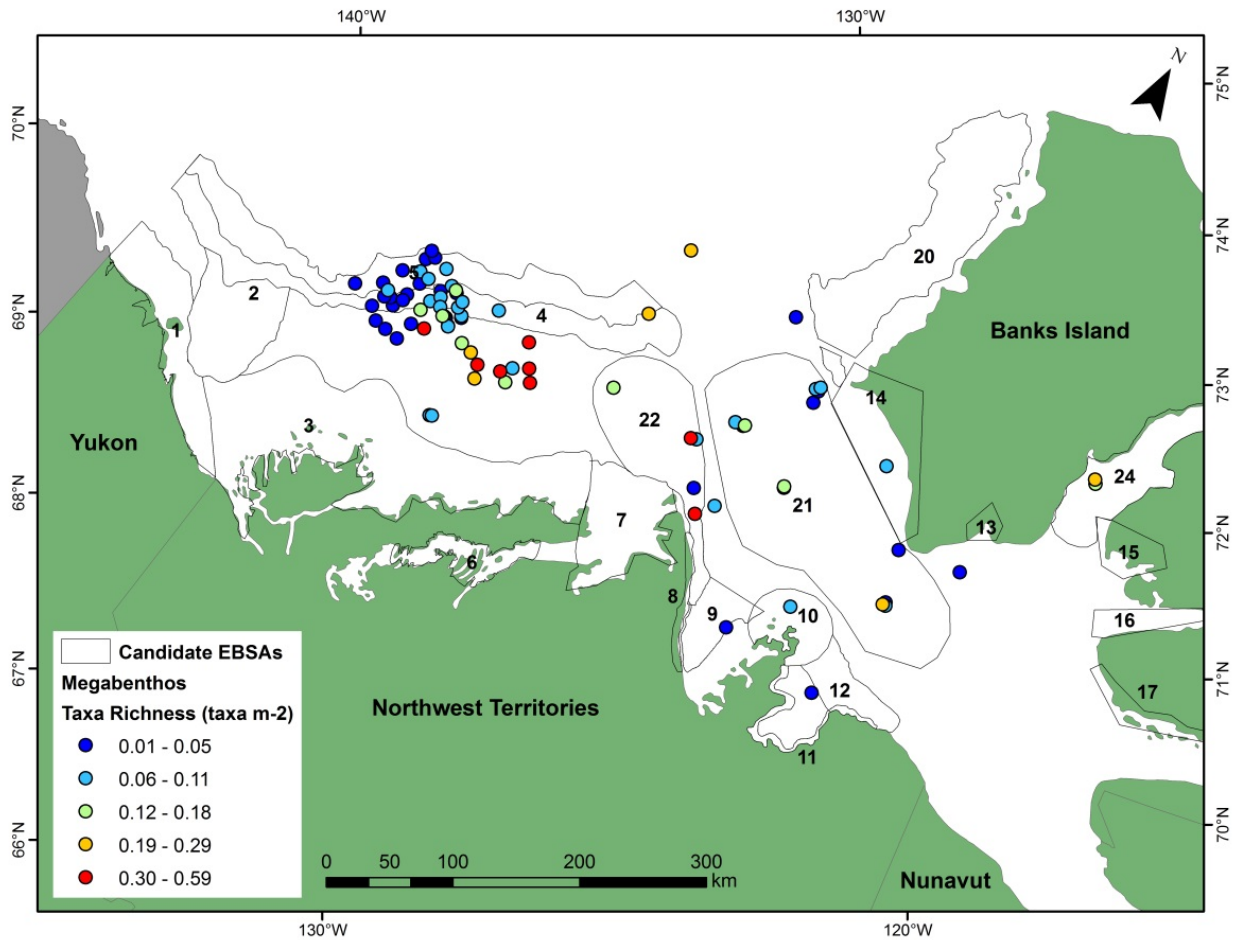 140°W 130°W
N
75°N
70°N
74°N
20
5
2
4
69°N
1
Banks Island
73°N
14
22
3
Yukon
24
68°N
21
7
13
72°N
15
6
8
9
10
16
Candidate EBSAs
67°N
71°N
Megabenthos
12
17
Northwest Territories
Taxa Richness (taxa m-2)
0.01 - 0.05
11
0.06 - 0.11
0.12 - 0.18
66°N
70°N
0.19 - 0.29
0 50 100 200 300
km
0.30 - 0.59
Nunavut
130°W 120°W